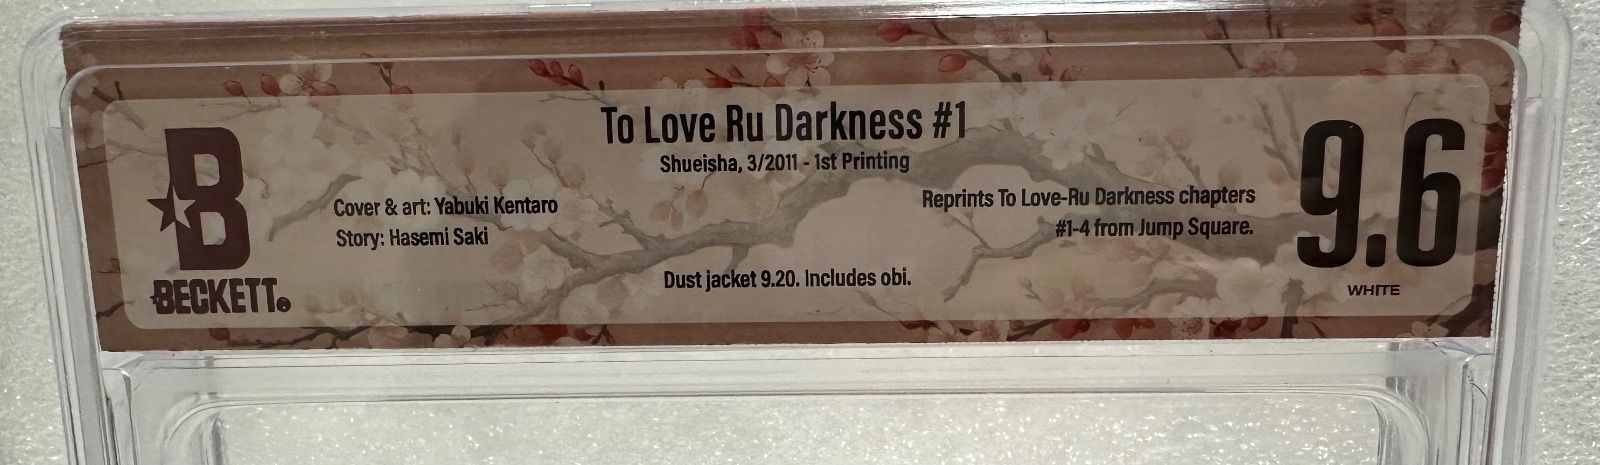 To Love Ru Darkness #1
Shueisha, 3/2011 - 1st Printing
Cover & art: Yabuki Kentaro
Story: Hasemi Saki
Reprints To Love-Ru Darkness chapters
#1-4 from Jump Square.
Dust jacket 9.20. Includes obi.
B
BECKETT®
9.6
WHITE